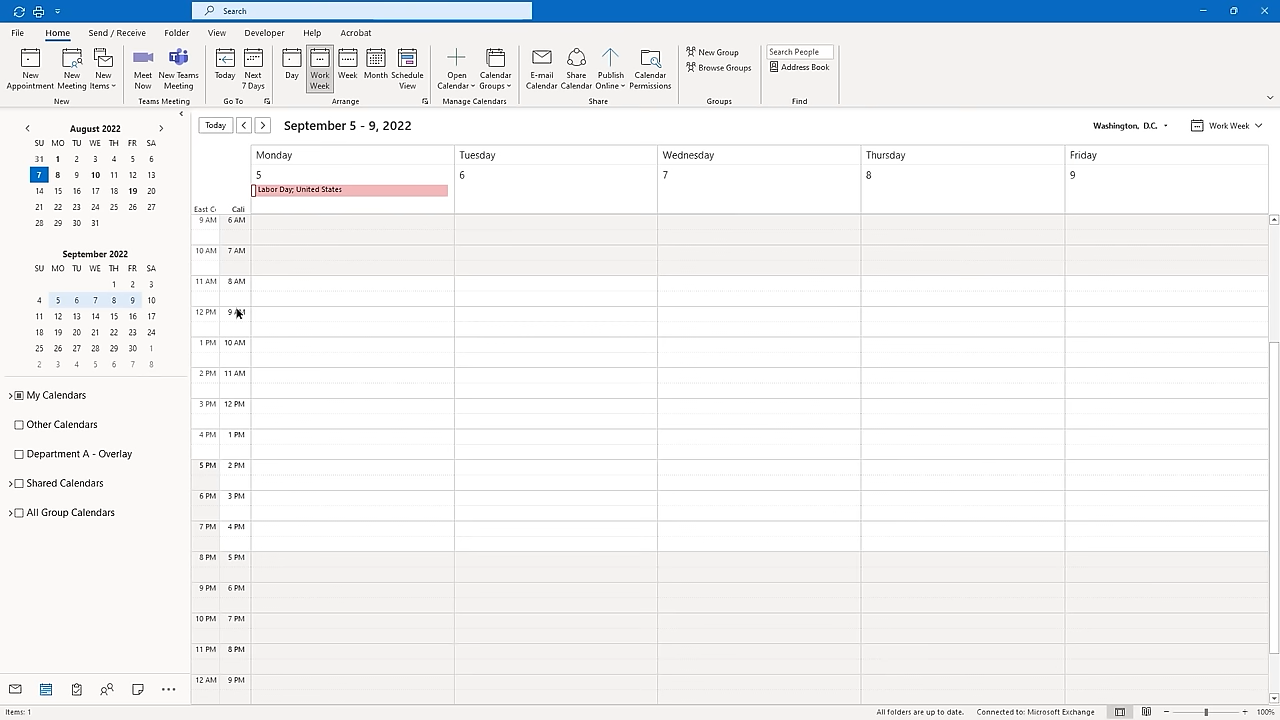 Search
File Home Send / Receive Folder View Developer Help Acrobat
New Appointment New Meeting New Items Meet Now New Teams Meeting Today Next 7 Days Day Work Week Week Month Schedule View Open Calendar Calendar Groups E-mail Calendar Share Calendar Publish Online Calendar Permissions New Group Browse Groups Search People Address Book
New Teams Meeting Go To Arrange Manage Calendars Share Groups Find
August 2022
SU MO TU WE TH FR SA
31 1 2 3 4 5 6
7 8 9 10 11 12 13
14 15 16 17 18 19 20
21 22 23 24 25 26 27
28 29 30 31
September 2022
SU MO TU WE TH FR SA
1 2 3
4 5 6 7 8 9 10
11 12 13 14 15 16 17
18 19 20 21 22 23 24
25 26 27 28 29 30 1
2 3 4 5 6 7 8
My Calendars
Other Calendars
Department A - Overlay
Shared Calendars
All Group Calendars
Today September 5 - 9, 2022 Washington, D.C. Work Week
Monday Tuesday Wednesday Thursday Friday
5 6 7 8 9
Labor Day; United States
East Cali
9 AM 6 AM
10 AM 7 AM
11 AM 8 AM
12 PM 9 AM
1 PM 10 AM
2 PM 11 AM
3 PM 12 PM
4 PM 1 PM
5 PM 2 PM
6 PM 3 PM
7 PM 4 PM
8 PM 5 PM
9 PM 6 PM
10 PM 7 PM
11 PM 8 PM
12 AM 9 PM
Items: 1 All folders are up to date. Connected to: Microsoft Exchange 100%